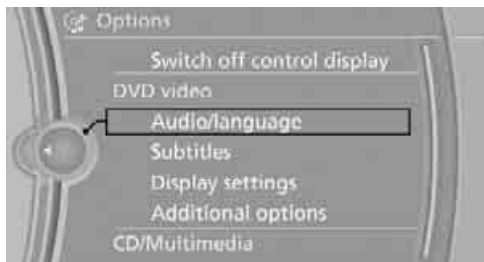 Options
Switch off control display
DVD video
Audio/language
Subtitles
Display settings
Additional options
CD/Multimedia